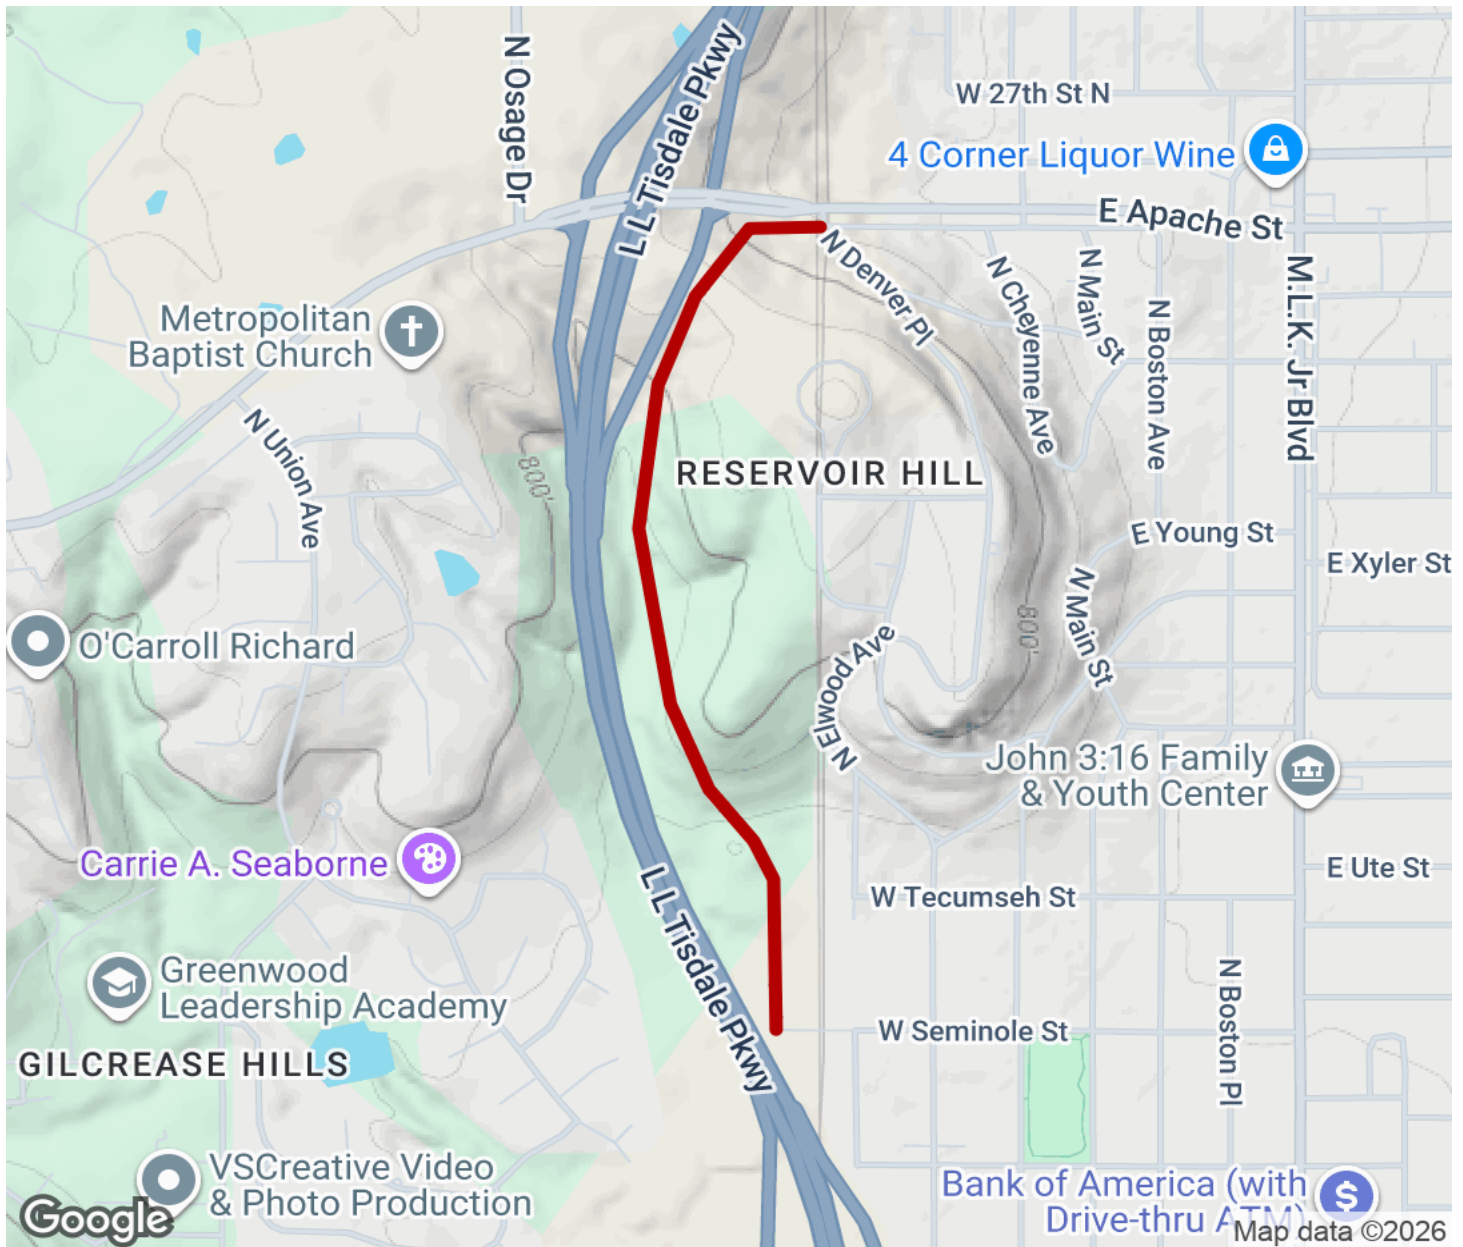 N Osage Dr
L L Tisdale Pkwy
W 27th St N
4 Corner Liquor Wine
E Apache St
N Denver Pl
N Cheyenne Ave
N Main St
N Boston Ave
M.L.K. Jr Blvd
Metropolitan
Baptist Church
N Union Ave
800'
RESERVOIR HILL
E Young St
E Xyler St
O'Carroll Richard
N Elwood Ave
800'
N Main St
John 3:16 Family
& Youth Center
Carrie A. Seaborne
L L Tisdale Pkwy
W Tecumseh St
E Ute St
Greenwood
Leadership Academy
GILCREASE HILLS
W Seminole St
N Boston Pl
VSCreative Video
& Photo Production
Bank of America (with
Drive-thru ATM)
Google
Map data ©2026